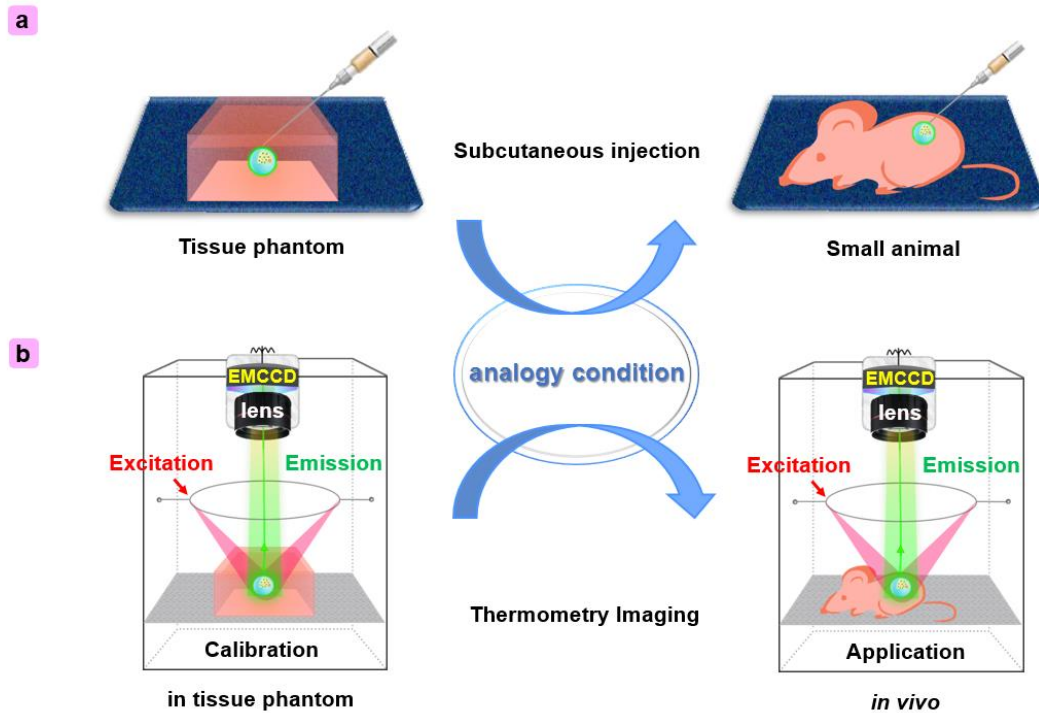 a
Subcutaneous injection
Tissue phantom
Small animal
b
analogy condition
EMCCD
lens
Excitation
Emission
Calibration
in tissue phantom
Thermometry Imaging
EMCCD
lens
Excitation
Emission
Application
in vivo